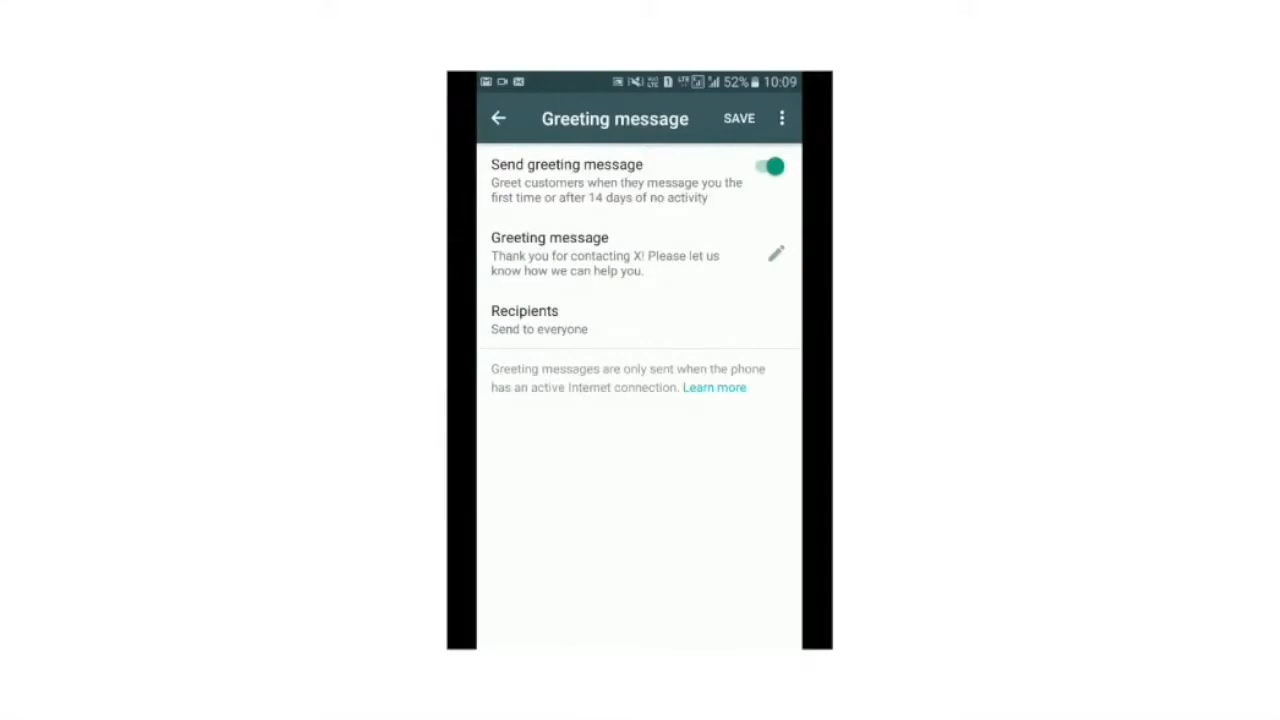 52% 10:09
Greeting message SAVE
Send greeting message
Greet customers when they message you the
first time or after 14 days of no activity
Greeting message
Thank you for contacting X! Please let us
know how we can help you.
Recipients
Send to everyone
Greeting messages are only sent when the phone
has an active Internet connection. Learn more